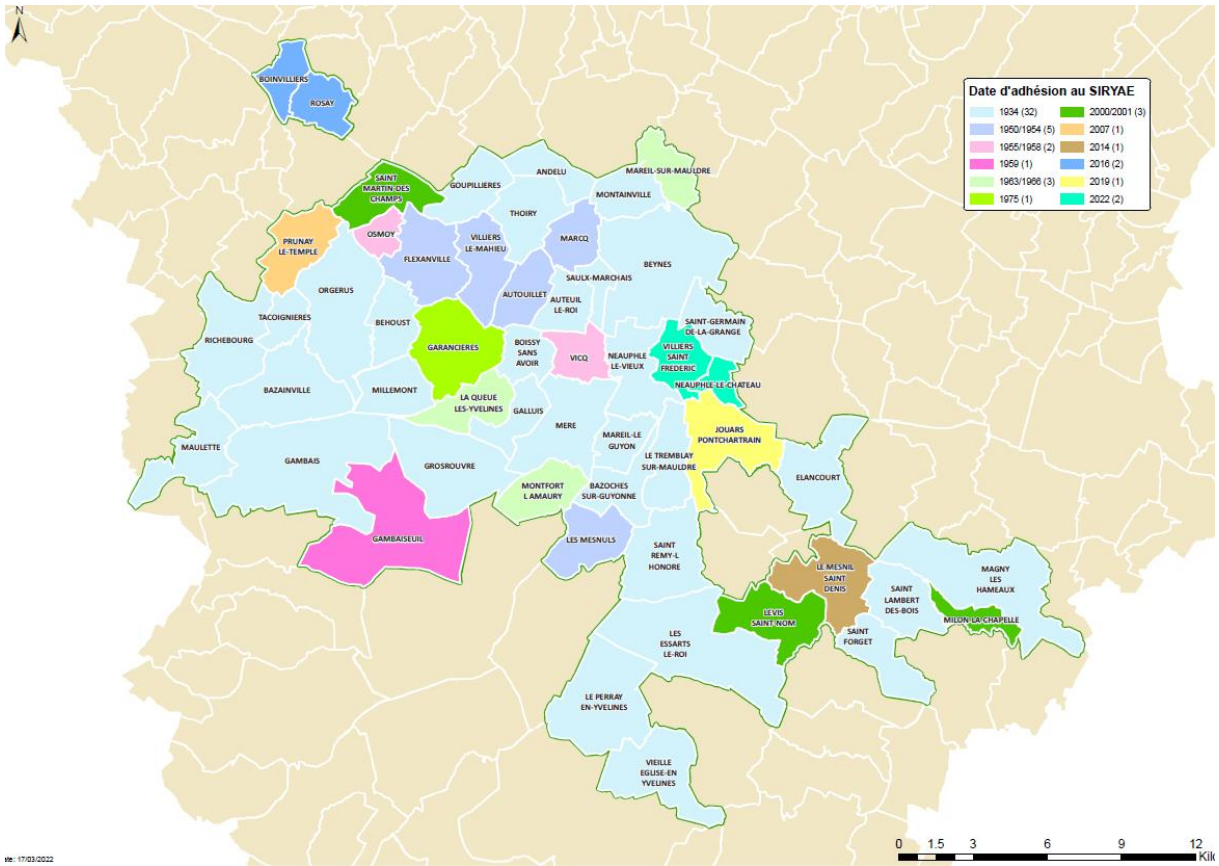 N
BOINVILLIERS
ROSAY
Date d'adhésion au SIRYAE
1934 (32)
1950/1954 (5)
1955/1958 (2)
1959 (1)
1963/1966 (3)
1975 (1)
2000/2001 (3)
2007 (1)
2014 (1)
2016 (2)
2019 (1)
2022 (2)
SAINT
MARTIN-DES
CHAMPS
GOUPILLIERES
ANDELU
MAREIL-SUR-MAULDRE
MONTAINVILLE
THOIRY
OSMOY
PRUNAY
LE-TEMPLE
FLEXANVILLE
VILLIERS
LE-MAHIEU
MARCQ
BEYNES
SAULX-MARCHAIS
ORGERUS
AUTOUILLET
AUTEUIL
LE-ROI
TACOIGNIERES
BEHOUST
SAINT-GERMAIN
DE-LA-GRANGE
RICHEBOURG
GARANCIERES
BOISSY
SANS
AVOIR
VICQ
NEAUPHLE
LE-VIEUX
VILLIERS
SAINT
FREDERIC
NEAUPHLE-LE-CHATEAU
BAZAINVILLE
MILLEMONT
LA QUEUE
LES-YVELINES
GALLUIS
MERE
MAREIL-LE
GUYON
JOUARS
PONTCHARTRAIN
MAULETTE
GAMBAIS
GROSROUVRE
LE TREMBLAY
SUR-MAULDRE
ELANCOURT
MONTFORT
L AMAURY
BAZOCHES
SUR-GUYONNE
GAMBAISEUIL
LES MESNULS
SAINT
REMY-L
HONORE
LE MESNIL
SAINT
DENIS
MAGNY
LES
HAMEAUX
SAINT
LAMBERT
DES-BOIS
LEVIS
SAINT-NOM
MILON-LA-CHAPELLE
SAINT
FORGET
LES
ESSARTS
LE-ROI
LE PERRAY
EN-YVELINES
VIEILLE
EGLISE-EN
YVELINES
0 1.5 3 6 9 12
Kil
te: 17/03/2022